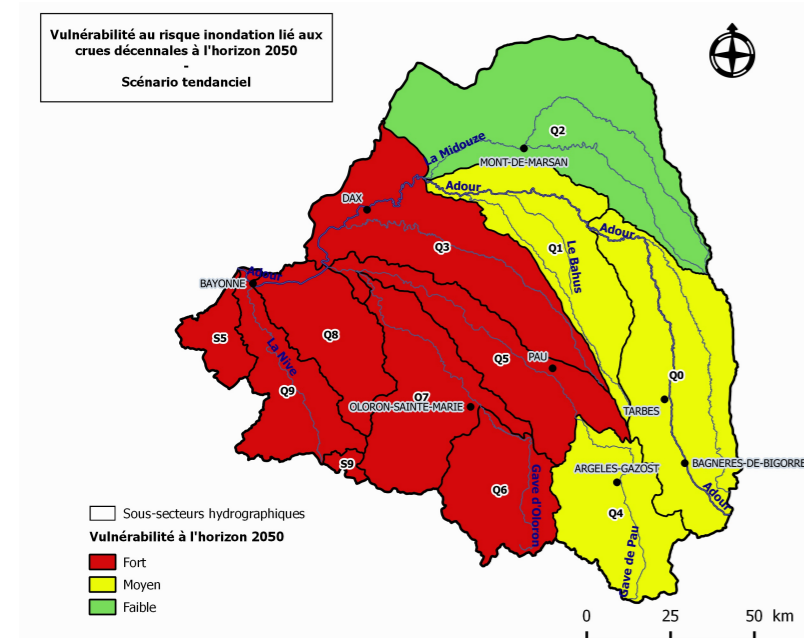 Vulnérabilité au risque inondation lié aux
crues décennales à l'horizon 2050
-
Scénario tendanciel
Q2
La Midouze
MONT-DE-MARSAN
Adour
DAX
Adour
Q3
Q1
Le Bahus
Adour
BAYONNE
S5
Q8
La Nive
Q5
PAU
Q0
Q9
Q7
OLORON-SAINTE-MARIE
TARBES
S9
ARGELES-GAZOST
BAGNERES-DE-BIGORRE
Q6
Gave d'Oloron
Adour
Q4
Gave de Pau
Sous-secteurs hydrographiques
Vulnérabilité à l'horizon 2050
Fort
Moyen
Faible
0 25 50 km